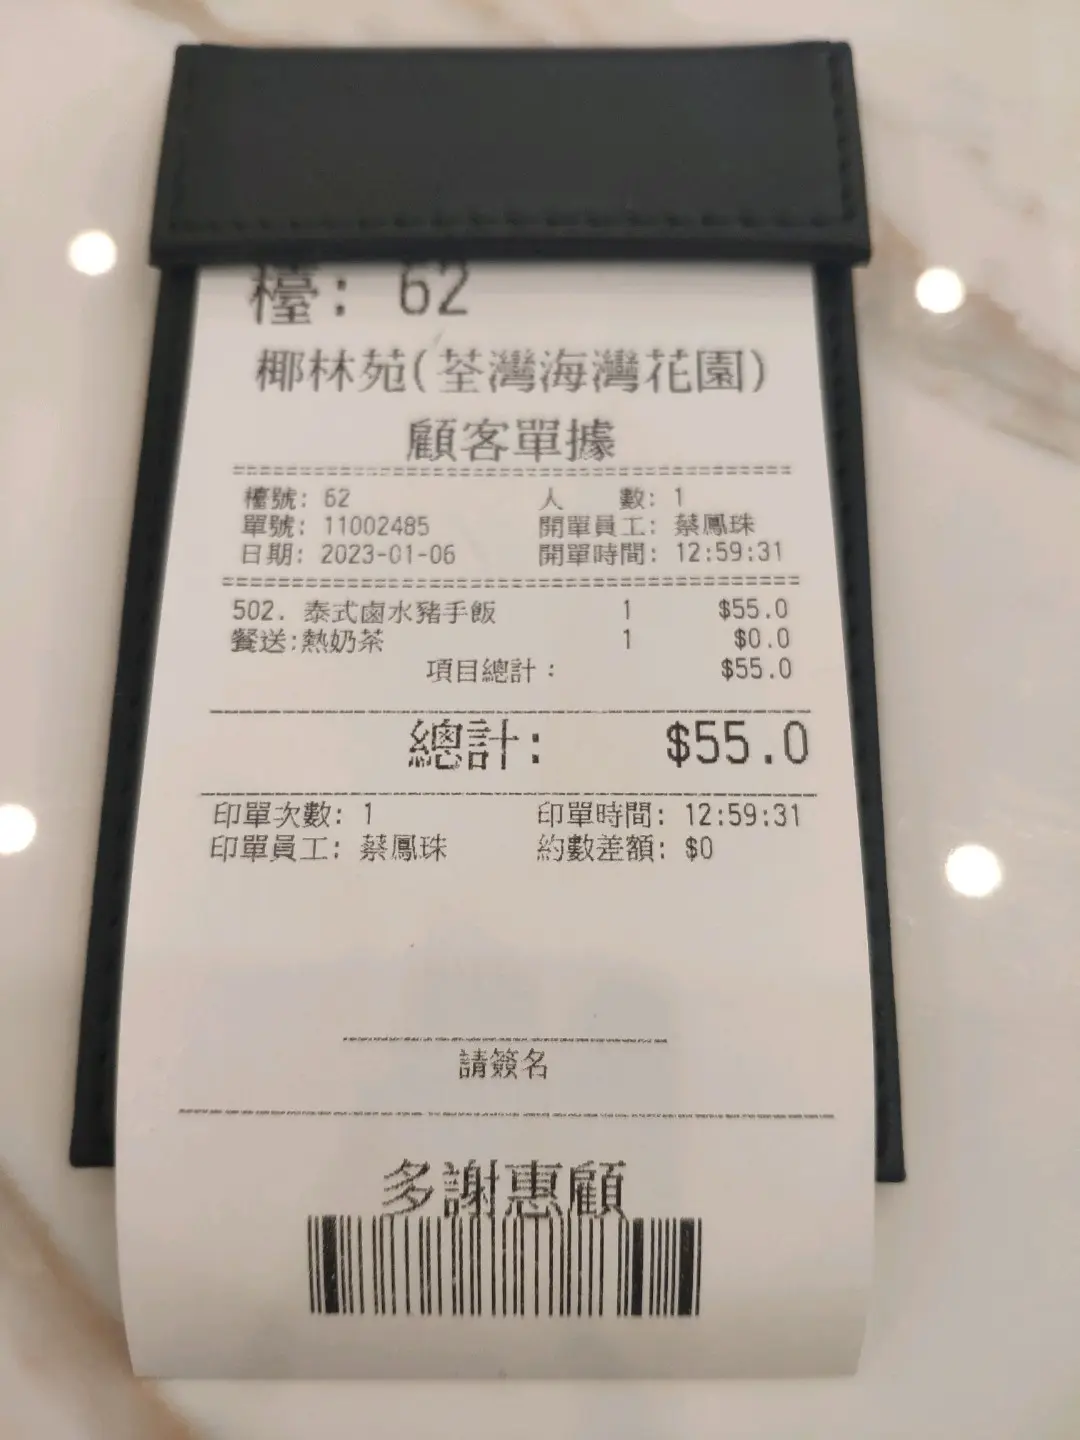 檯: 62
椰林苑(荃灣海灣花園)
顧客單據
檯號: 62 人 數: 1
單號: 11002485 開單員工: 蔡鳳珠
日期: 2023-01-06 開單時間: 12:59:31
502. 泰式鹵水豬手飯 1 $55.0
餐送:熱奶茶 1 $0.0
項目總計: $55.0
總計: $55.0
印單次數: 1 印單時間: 12:59:31
印單員工: 蔡鳳珠 約數差額: $0
請簽名
多謝惠顧